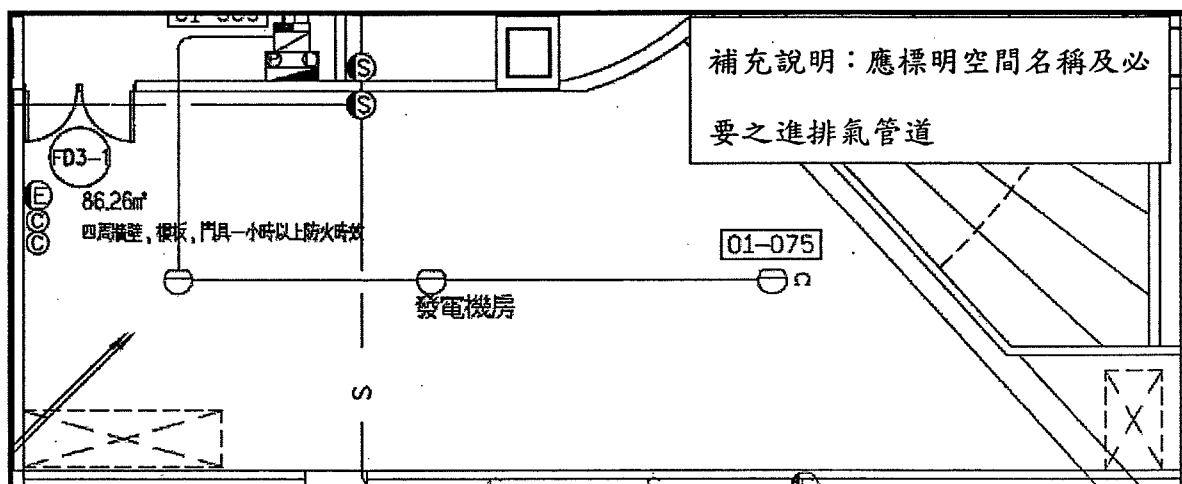 補充說明：應標明空間名稱及必
要之進排氣管道
S
S
FD3-1
E
86.26㎡
C
四周牆壁，樓板，門具一小時以上防火時效
C
01-075
Ω
發電機房
S